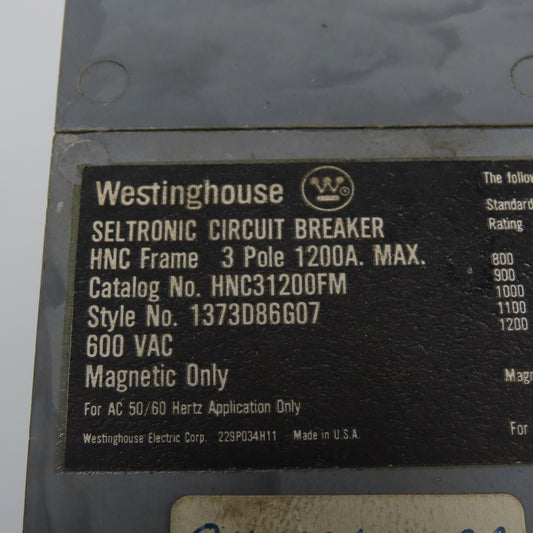 Westinghouse W
SELTRONIC CIRCUIT BREAKER
HNC Frame 3 Pole 1200A. MAX.
Catalog No. HNC31200FM
Style No. 1373D86G07
600 VAC
Magnetic Only
For AC 50/60 Hertz Application Only
Westinghouse Electric Corp. 229P034H11 Made in U.S.A.
The
Standard
Rating
800
900
1000
1100
1200
For